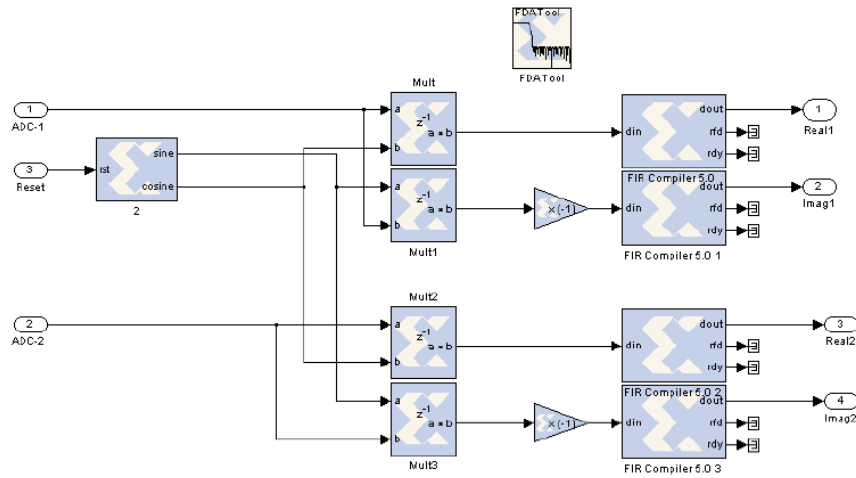 FDATool
FDATool
Mult
1
ADC-1
a
b
z⁻¹
a * b
din
dout
rfd
rdy
1
Real1
FIR Compiler 5.0
3
Reset
rst
sine
cosine
2
a
b
z⁻¹
a * b
Mult1
x (-1)
din
dout
rfd
rdy
2
Imag1
FIR Compiler 5.0 1
Mult2
2
ADC-2
a
b
z⁻¹
a * b
din
dout
rfd
rdy
3
Real2
FIR Compiler 5.0 2
a
b
z⁻¹
a * b
Mult3
x (-1)
din
dout
rfd
rdy
4
Imag2
FIR Compiler 5.0 3